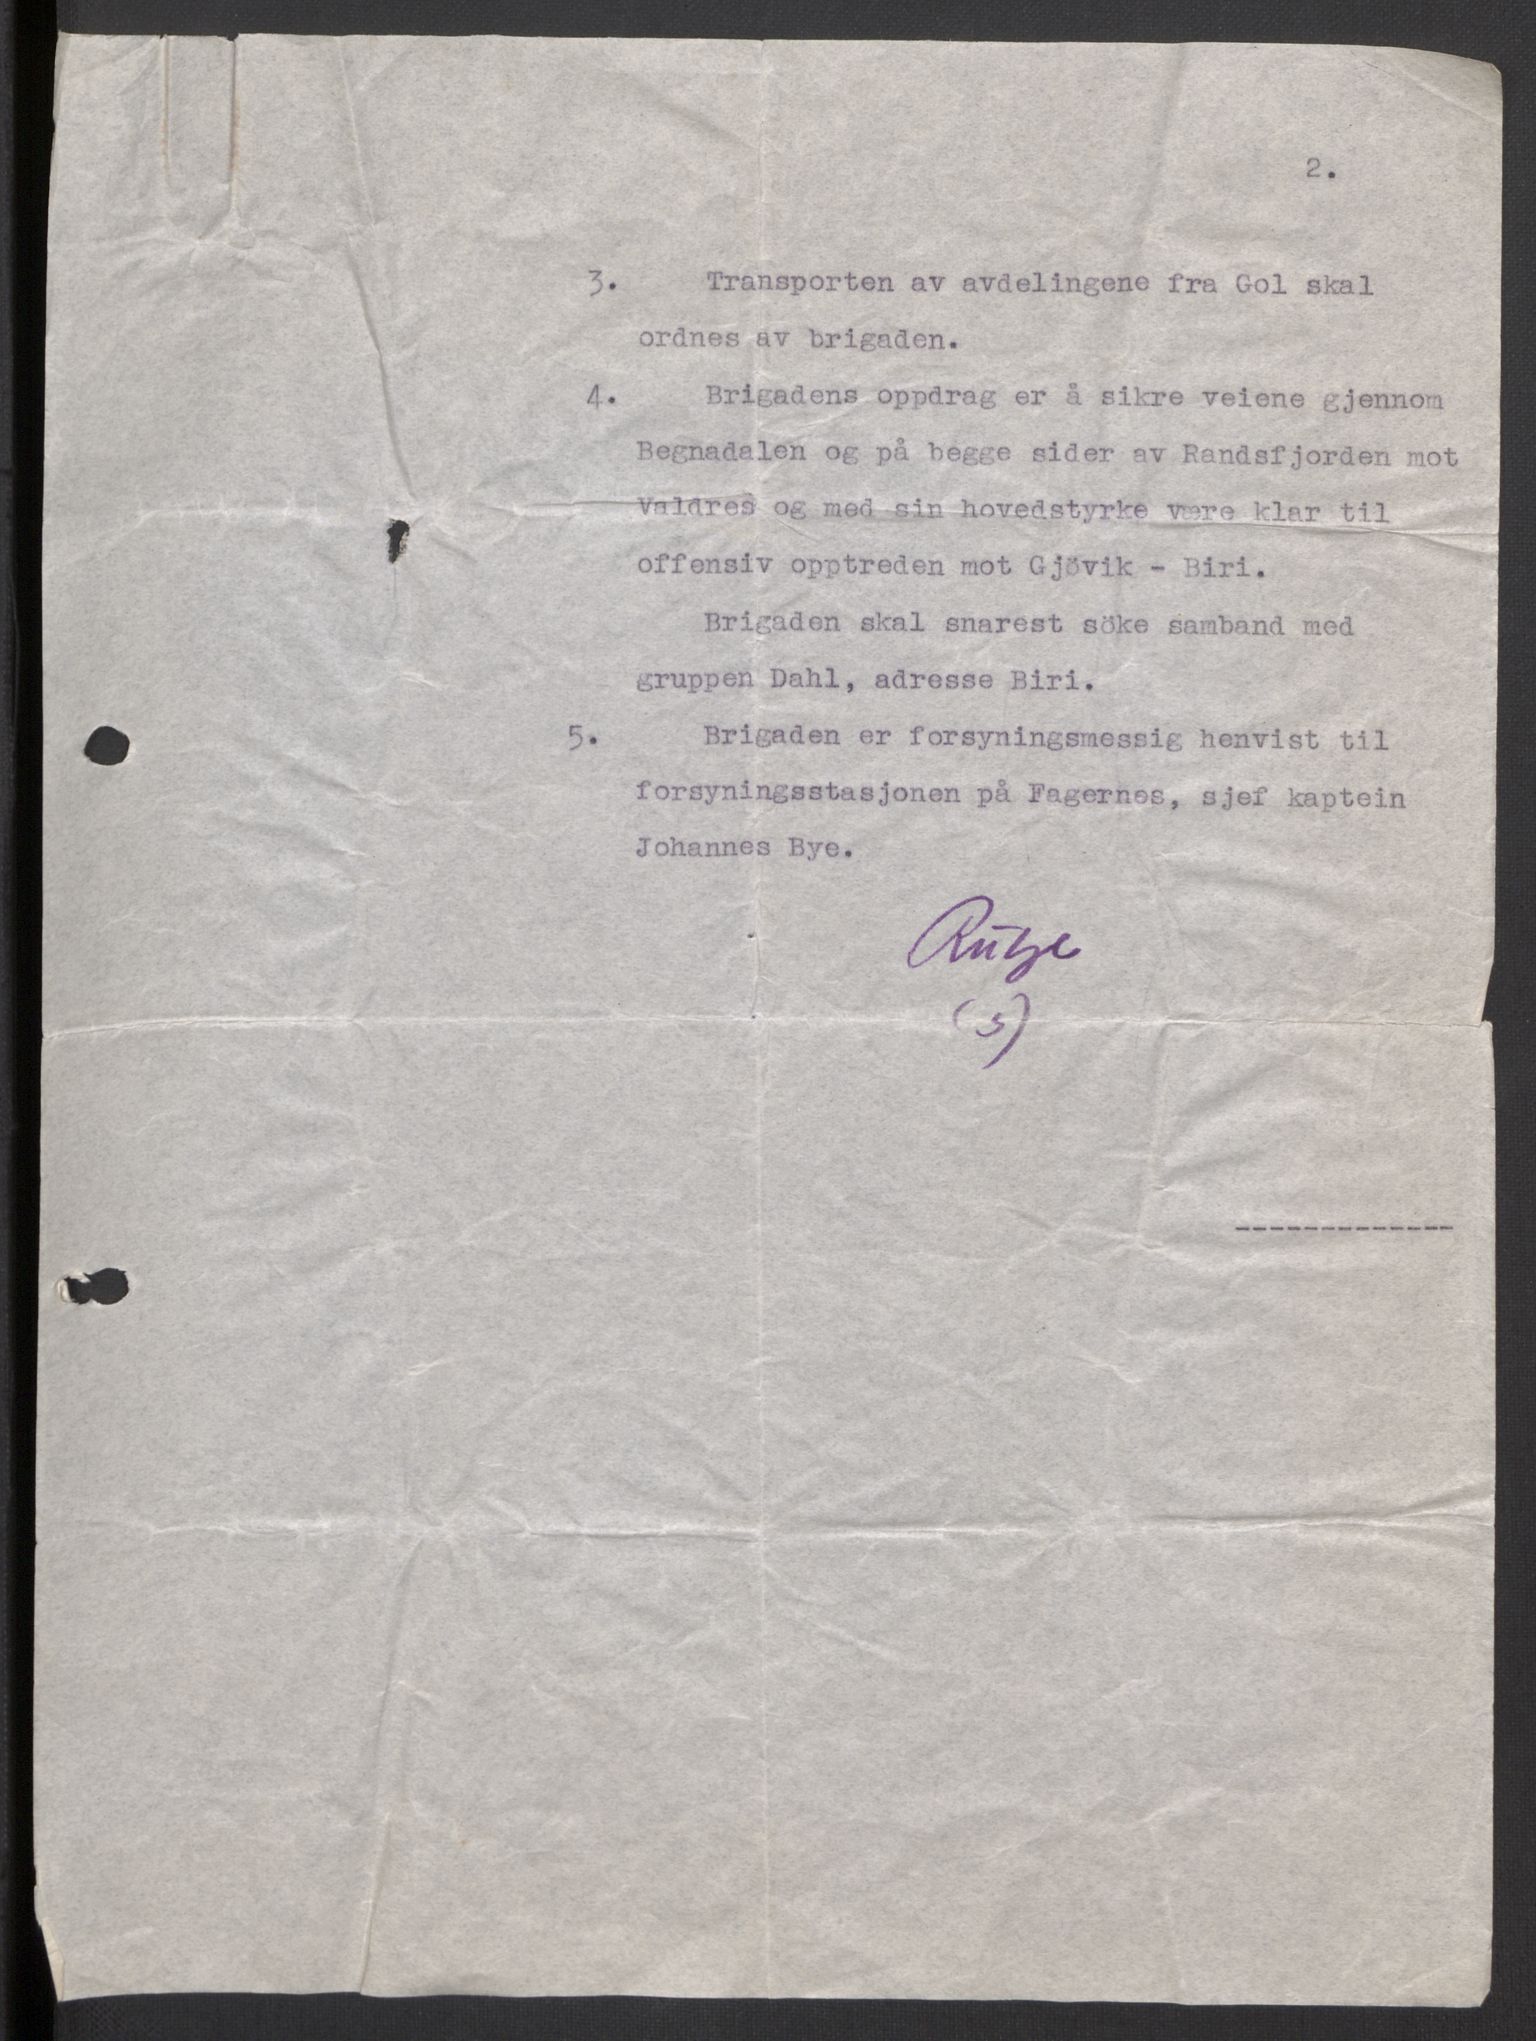 2.
3. Transporten av avdelingene fra Gol skal
ordnes av brigaden.
4. Brigadens oppdrag er å sikre veiene gjennom
Begnadalen og på begge sider av Randsfjorden mot
Valdres og med sin hovedstyrke være klar til
offensiv opptreden mot Gjövik - Biri.
Brigaden skal snarest söke samband med
gruppen Dahl, adresse Biri.
5. Brigaden er forsyningsmessig henvist til
forsyningsstasjonen på Fagernes, sjef kaptein
Johannes Bye.
Ruge
(s)
-------------